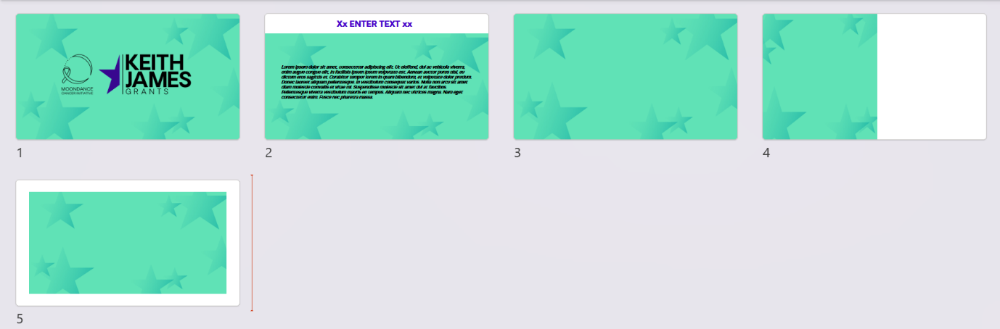 MOONDANCE
CANCER INITIATIVE
KEITH
JAMES
GRANTS
Xx ENTER TEXT xx
Lorem ipsum dolor sit amet, consectetur adipiscing elit. Ut eleifend, dui ac vehicula viverra,
enim augue congue elit, in facilisis ipsum ipsum vulputate est. Aenean auctor purus nisl, eu
dictum eros sagittis et. Curabitur tempor lorem in quam bibendum, et vulputate dolor pretium.
Donec laoreet aliquam pellentesque. In vestibulum consequat varius. Nulla non arcu sit amet
diam molestie convallis et vitae mi. Suspendisse molestie sit amet dui at faucibus.
Pellentesque viverra vestibulum mauris eu tempus. Aliquam nec ultrices magna. Nam eget
consectetur enim. Fusce nec pharetra massa.
1
2
3
4
5